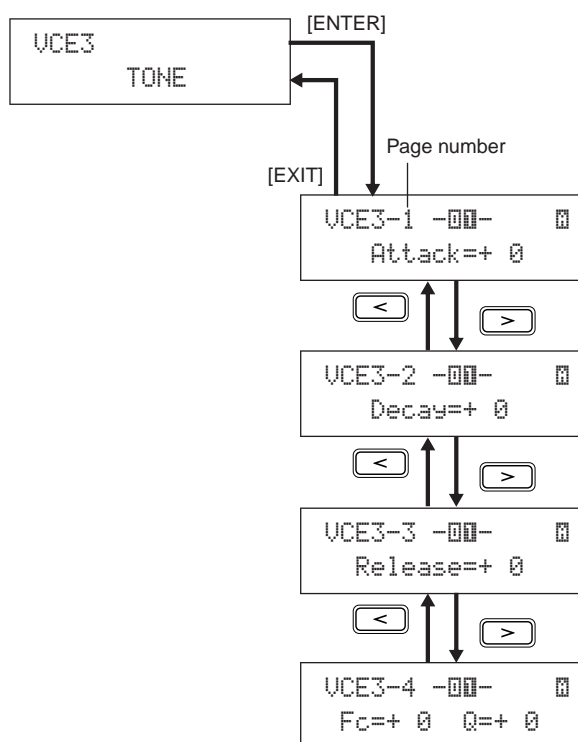 [ENTER]
VCE3
TONE
Page number
[EXIT]
VCE3-1 -01-
Attack=+ 0
<
>
VCE3-2 -01-
Decay=+ 0
<
>
VCE3-3 -01-
Release=+ 0
<
>
VCE3-4 -01-
Fc=+ 0 Q=+ 0